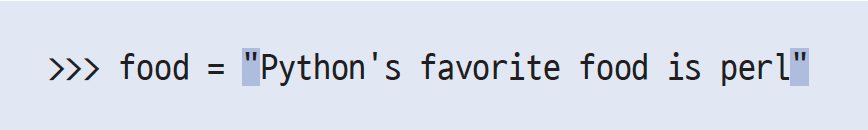 >>> food = "Python's favorite food is perl"